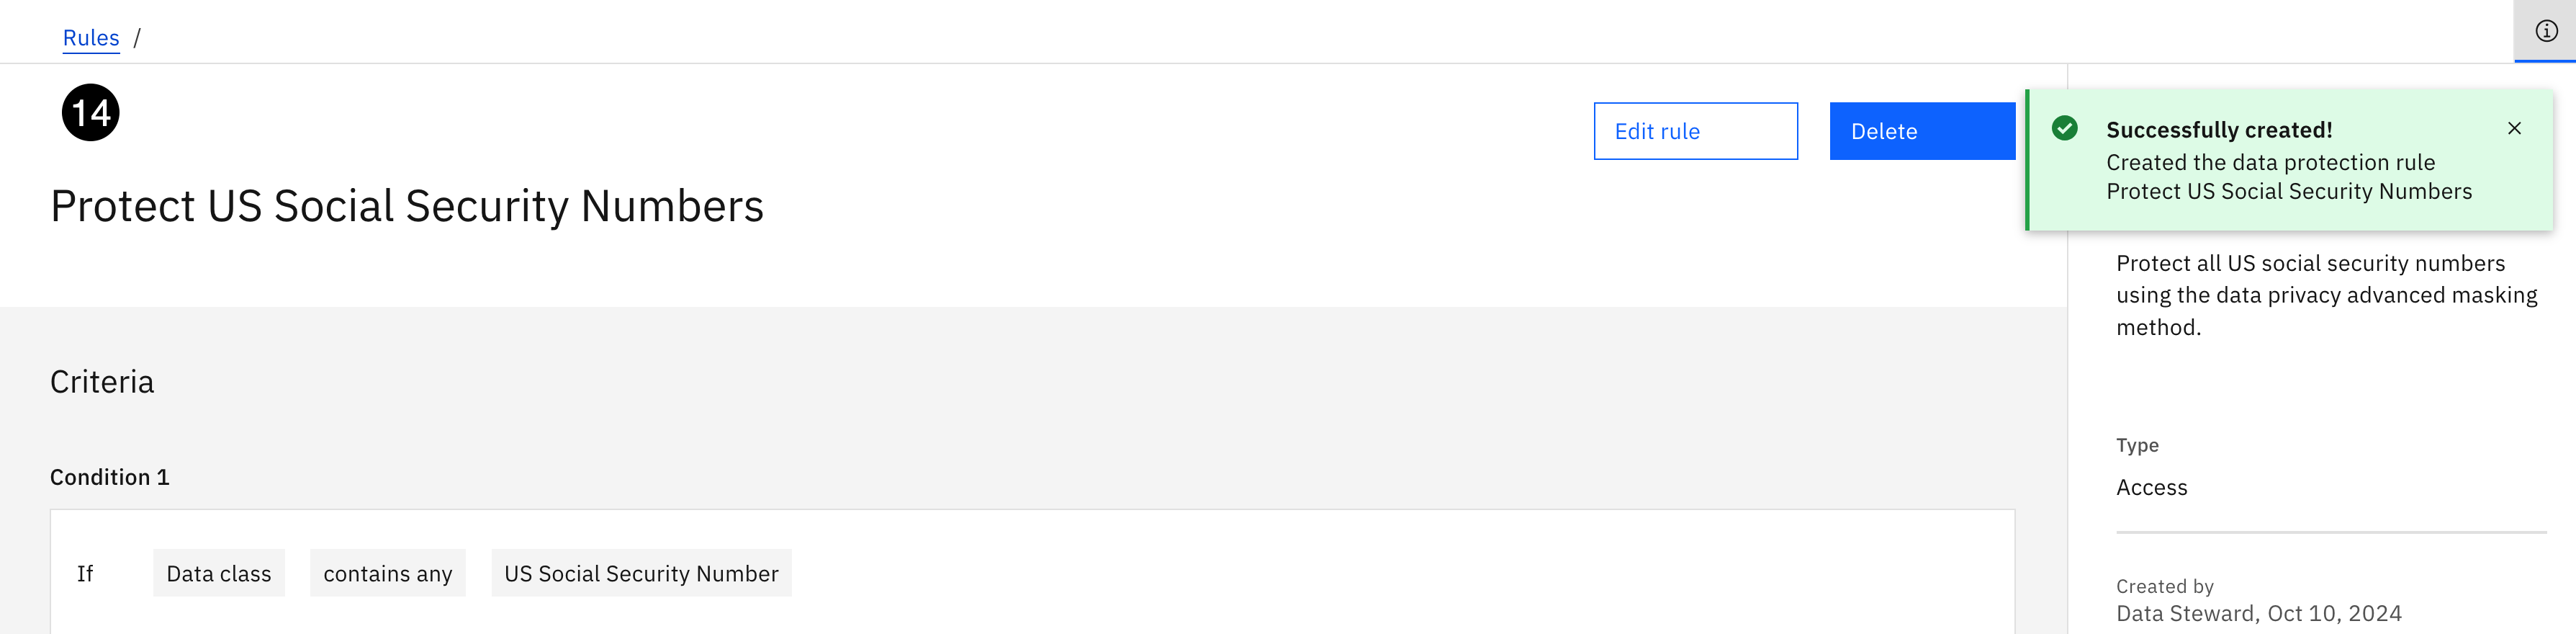 Rules /
14
Edit rule
Delete
Protect US Social Security Numbers
Successfully created!
Created the data protection rule
Protect US Social Security Numbers
Protect all US social security numbers
using the data privacy advanced masking
method.
Criteria
Condition 1
If Data class contains any US Social Security Number
Type
Access
Created by
Data Steward, Oct 10, 2024